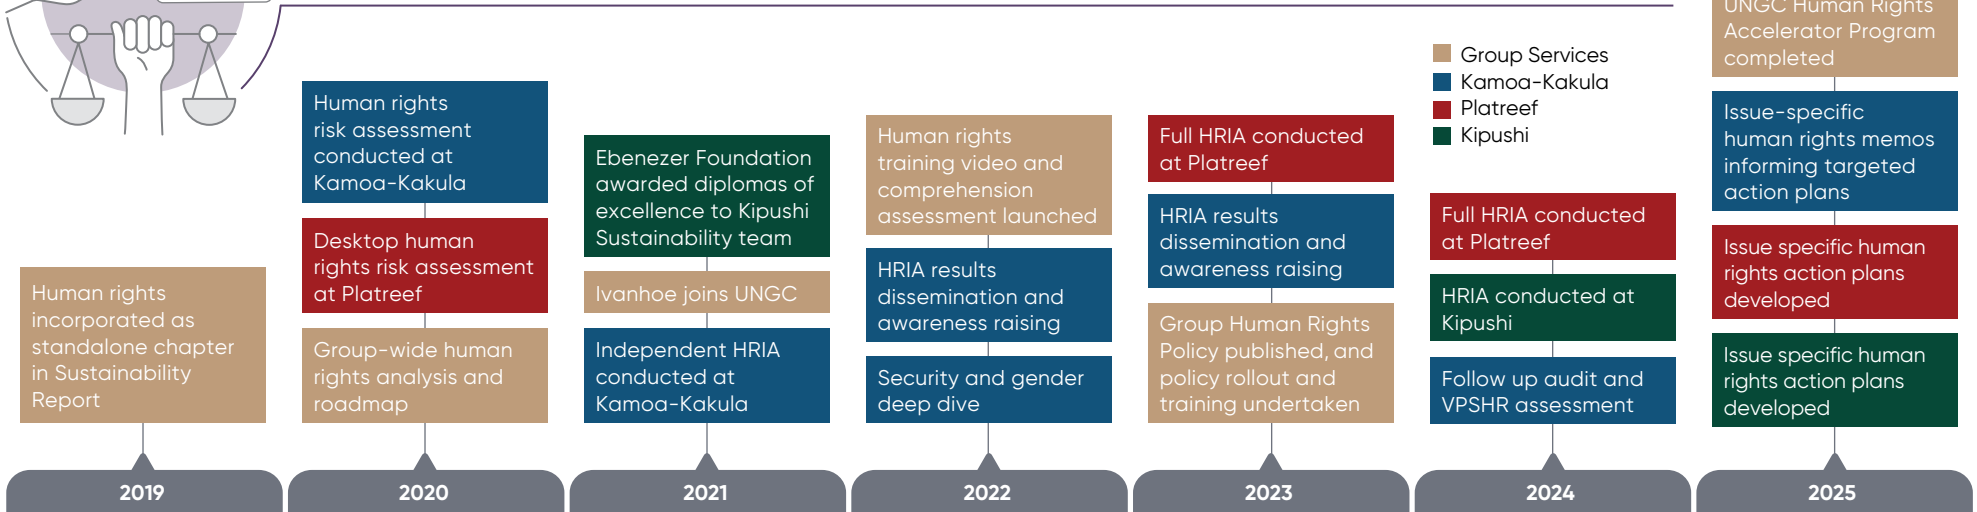 Human rights
incorporated as
standalone chapter
in Sustainability
Report
2019
Human rights
risk assessment
conducted at
Kamoa-Kakula
Desktop human
rights risk assessment
at Platreef
Group-wide human
rights analysis and
roadmap
2020
Ebenezer Foundation
awarded diplomas of
excellence to Kipushi
Sustainability team
Ivanhoe joins UNGC
Independent HRIA
conducted at
Kamoa-Kakula
2021
Human rights
training video and
comprehension
assessment launched
HRIA results
dissemination and
awareness raising
Security and gender
deep dive
2022
Full HRIA conducted
at Platreef
HRIA results
dissemination and
awareness raising
Group Human Rights
Policy published, and
policy rollout and
training undertaken
2023
Group Services
Kamoa-Kakula
Platreef
Kipushi
Full HRIA conducted
at Platreef
HRIA conducted at
Kipushi
Follow up audit and
VPSHR assessment
2024
UNGC Human Rights
Accelerator Program
completed
Issue-specific
human rights memos
informing targeted
action plans
Issue specific human
rights action plans
developed
Issue specific human
rights action plans
developed
2025